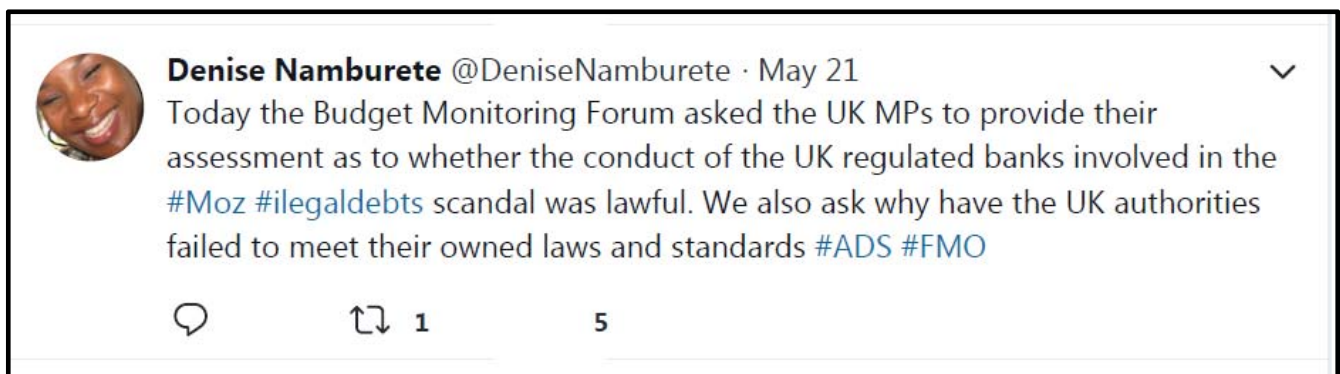 Denise Namburete @DeniseNamburete · May 21
Today the Budget Monitoring Forum asked the UK MPs to provide their
assessment as to whether the conduct of the UK regulated banks involved in the
#Moz #ilegaldebts scandal was lawful. We also ask why have the UK authorities
failed to meet their owned laws and standards #ADS #FMO
1 5